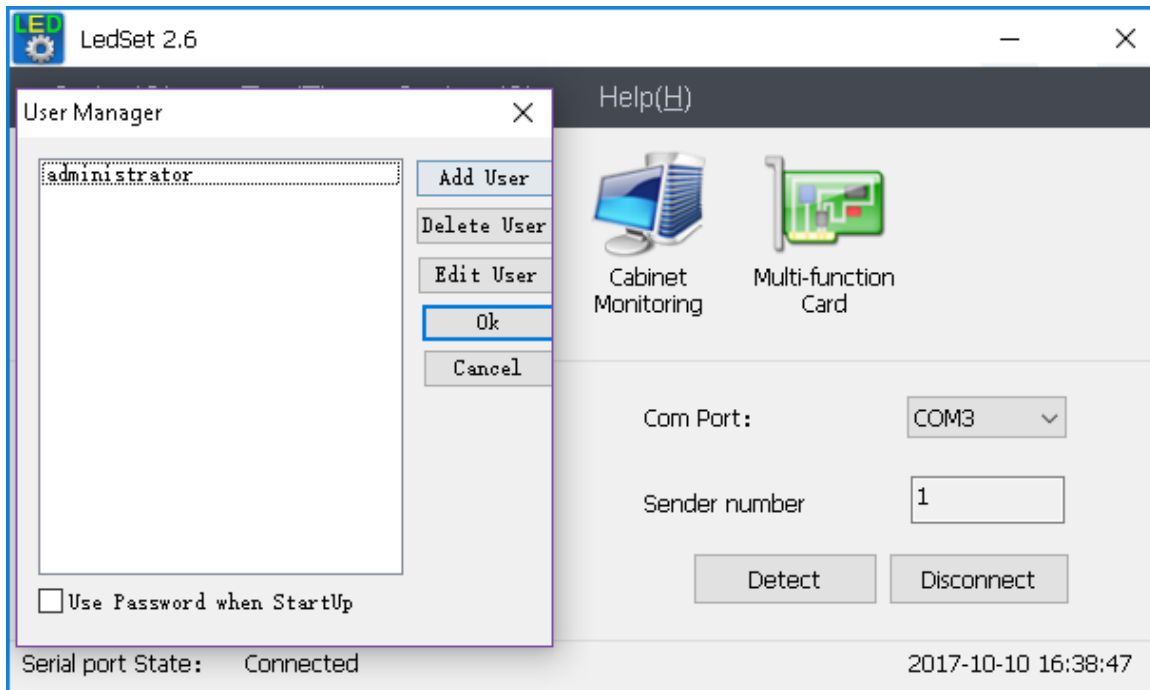 LED
LedSet 2.6
Help(H)
User Manager
administrator
Add User
Delete User
Edit User
Ok
Cancel
Use Password when StartUp
Cabinet
Monitoring
Multi-function
Card
Com Port:
COM3
Sender number
1
Detect
Disconnect
Serial port State:
Connected
2017-10-10 16:38:47